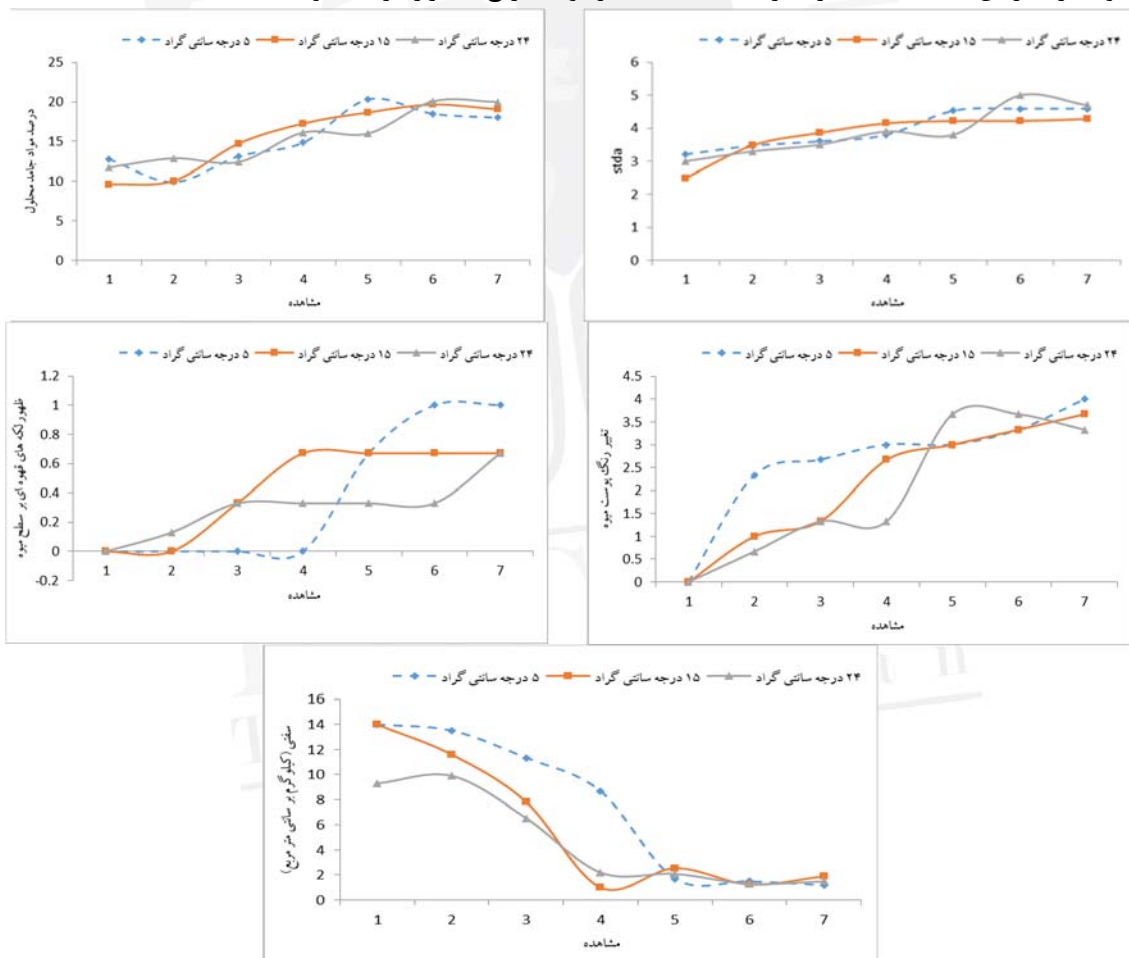 ۵ درجه سانتی گراد ۱۵ درجه سانتی گراد ۲۴ درجه سانتی گراد
درصد مواد جامد محلول
25
20
15
10
5
0
1 2 3 4 5 6 7
مشاهده
۵ درجه سانتی گراد ۱۵ درجه سانتی گراد ۲۴ درجه سانتی گراد
stda
6
5
4
3
2
1
0
1 2 3 4 5 6 7
مشاهده
۵ درجه سانتی گراد ۱۵ درجه سانتی گراد ۲۴ درجه سانتی گراد
ظهور لکه های قهوه ای بر سطح میوه
1.2
1
0.8
0.6
0.4
0.2
0
-0.2
1 2 3 4 5 6 7
مشاهده
۵ درجه سانتی گراد ۱۵ درجه سانتی گراد ۲۴ درجه سانتی گراد
تغییر رنگ پوست میوه
4.5
4
3.5
3
2.5
2
1.5
1
0.5
0
1 2 3 4 5 6 7
مشاهده
۵ درجه سانتی گراد ۱۵ درجه سانتی گراد ۲۴ درجه سانتی گراد
سفتی (کیلوگرم بر سانتی متر مربع)
16
14
12
10
8
6
4
2
0
1 2 3 4 5 6 7
مشاهده